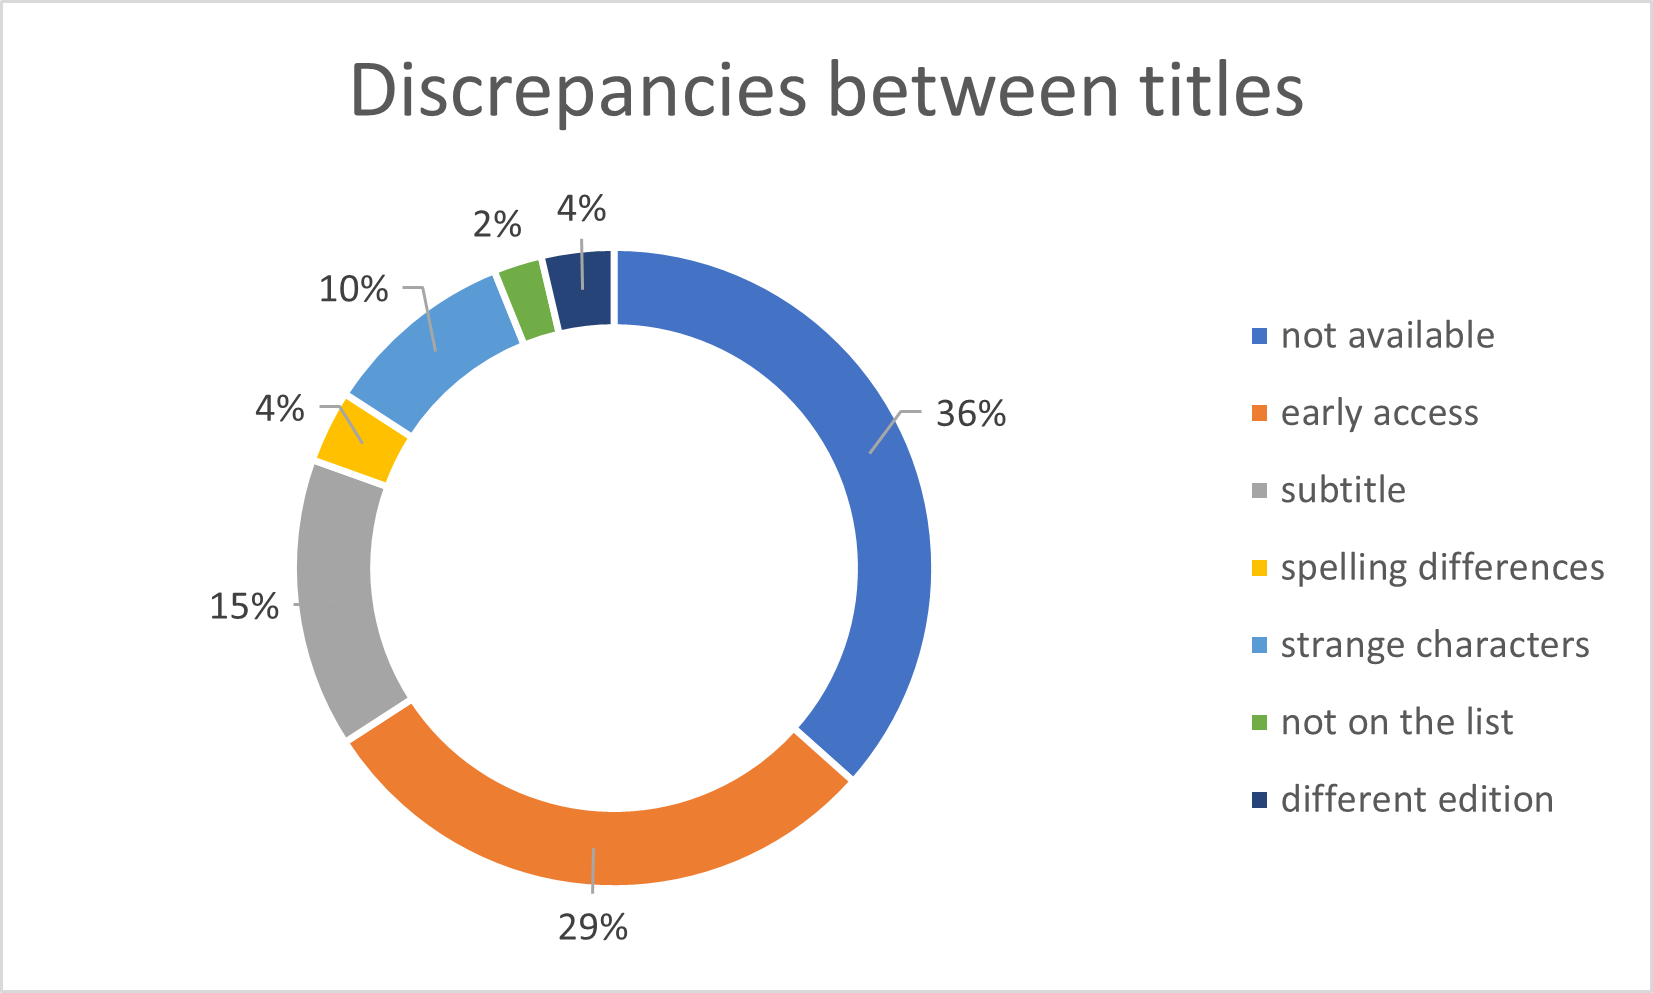 Discrepancies between titles
4%
2%
10%
4%
36%
15%
29%
not available
early access
subtitle
spelling differences
strange characters
not on the list
different edition